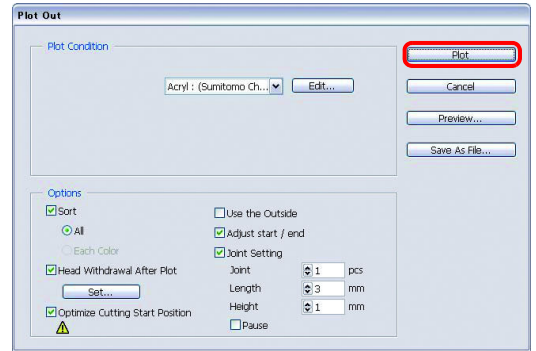 Plot Out
Plot Condition
Plot
Acryl : (Sumitomo Ch...
Edit...
Cancel
Preview...
Save As File...
Options
Sort
Use the Outside
All
Adjust start / end
Each Color
Joint Setting
Head Withdrawal After Plot
Joint 1 pcs
Set...
Length 3 mm
Height 1 mm
Optimize Cutting Start Position
Pause